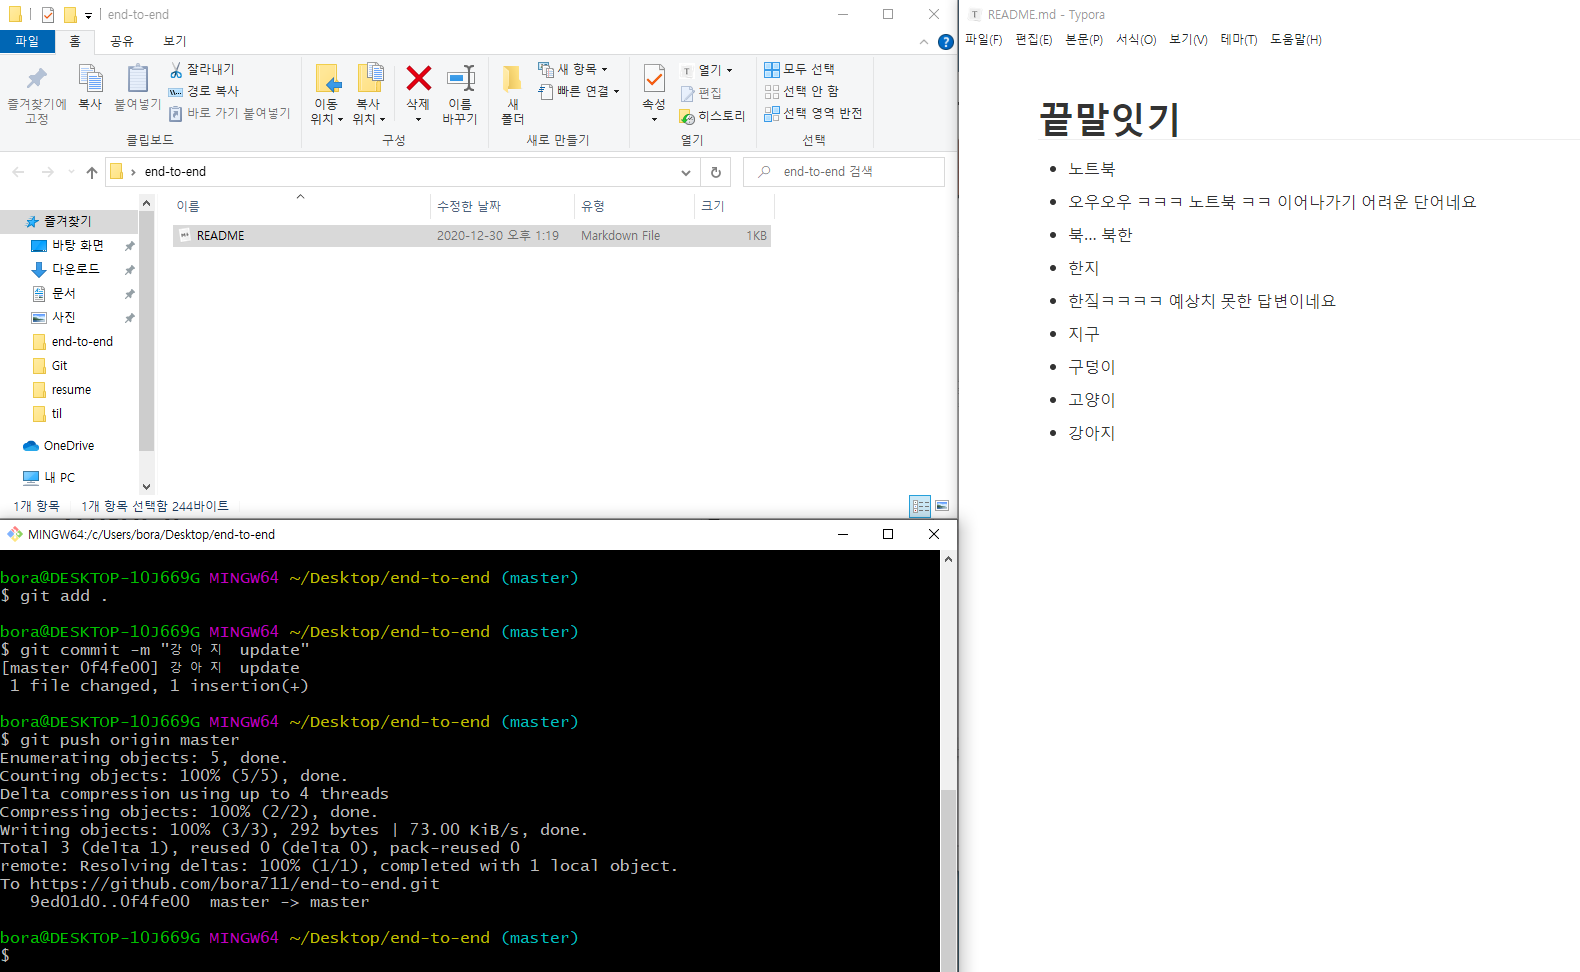 end-to-end
파일 홈 공유 보기
즐겨찾기에 고정
복사
붙여넣기
잘라내기
경로 복사
바로 가기 붙여넣기
클립보드
이동 위치
복사 위치
삭제
이름 바꾸기
구성
새 폴더
새 항목
빠른 연결
새로 만들기
속성
열기
편집
히스토리
열기
모두 선택
선택 안 함
선택 영역 반전
선택
end-to-end
end-to-end 검색
이름 수정한 날짜 유형 크기
README 2020-12-30 오후 1:19 Markdown File 1KB
즐겨찾기
바탕 화면
다운로드
문서
사진
end-to-end
Git
resume
til
OneDrive
내 PC
1개 항목 1개 항목 선택함 244바이트
README.md - Typora
파일(F) 편집(E) 본문(P) 서식(O) 보기(V) 테마(T) 도움말(H)
끝말잇기
노트북
오우오우 ㅋㅋㅋ 노트북 ㅋㅋ 이어나가기 어려운 단어네요
북... 북한
한지
한짘ㅋㅋㅋㅋ 예상치 못한 답변이네요
지구
구덩이
고양이
강아지
MINGW64:/c/Users/bora/Desktop/end-to-end
bora@DESKTOP-1OJ669G MINGW64 ~/Desktop/end-to-end (master)
$ git add .
bora@DESKTOP-1OJ669G MINGW64 ~/Desktop/end-to-end (master)
$ git commit -m "강아지 update"
[master 0f4fe00] 강아지 update
1 file changed, 1 insertion(+)
bora@DESKTOP-1OJ669G MINGW64 ~/Desktop/end-to-end (master)
$ git push origin master
Enumerating objects: 5, done.
Counting objects: 100% (5/5), done.
Delta compression using up to 4 threads
Compressing objects: 100% (2/2), done.
Writing objects: 100% (3/3), 292 bytes | 73.00 KiB/s, done.
Total 3 (delta 1), reused 0 (delta 0), pack-reused 0
remote: Resolving deltas: 100% (1/1), completed with 1 local object.
To https://github.com/bora711/end-to-end.git
9ed01d0..0f4fe00 master -> master
bora@DESKTOP-1OJ669G MINGW64 ~/Desktop/end-to-end (master)
$